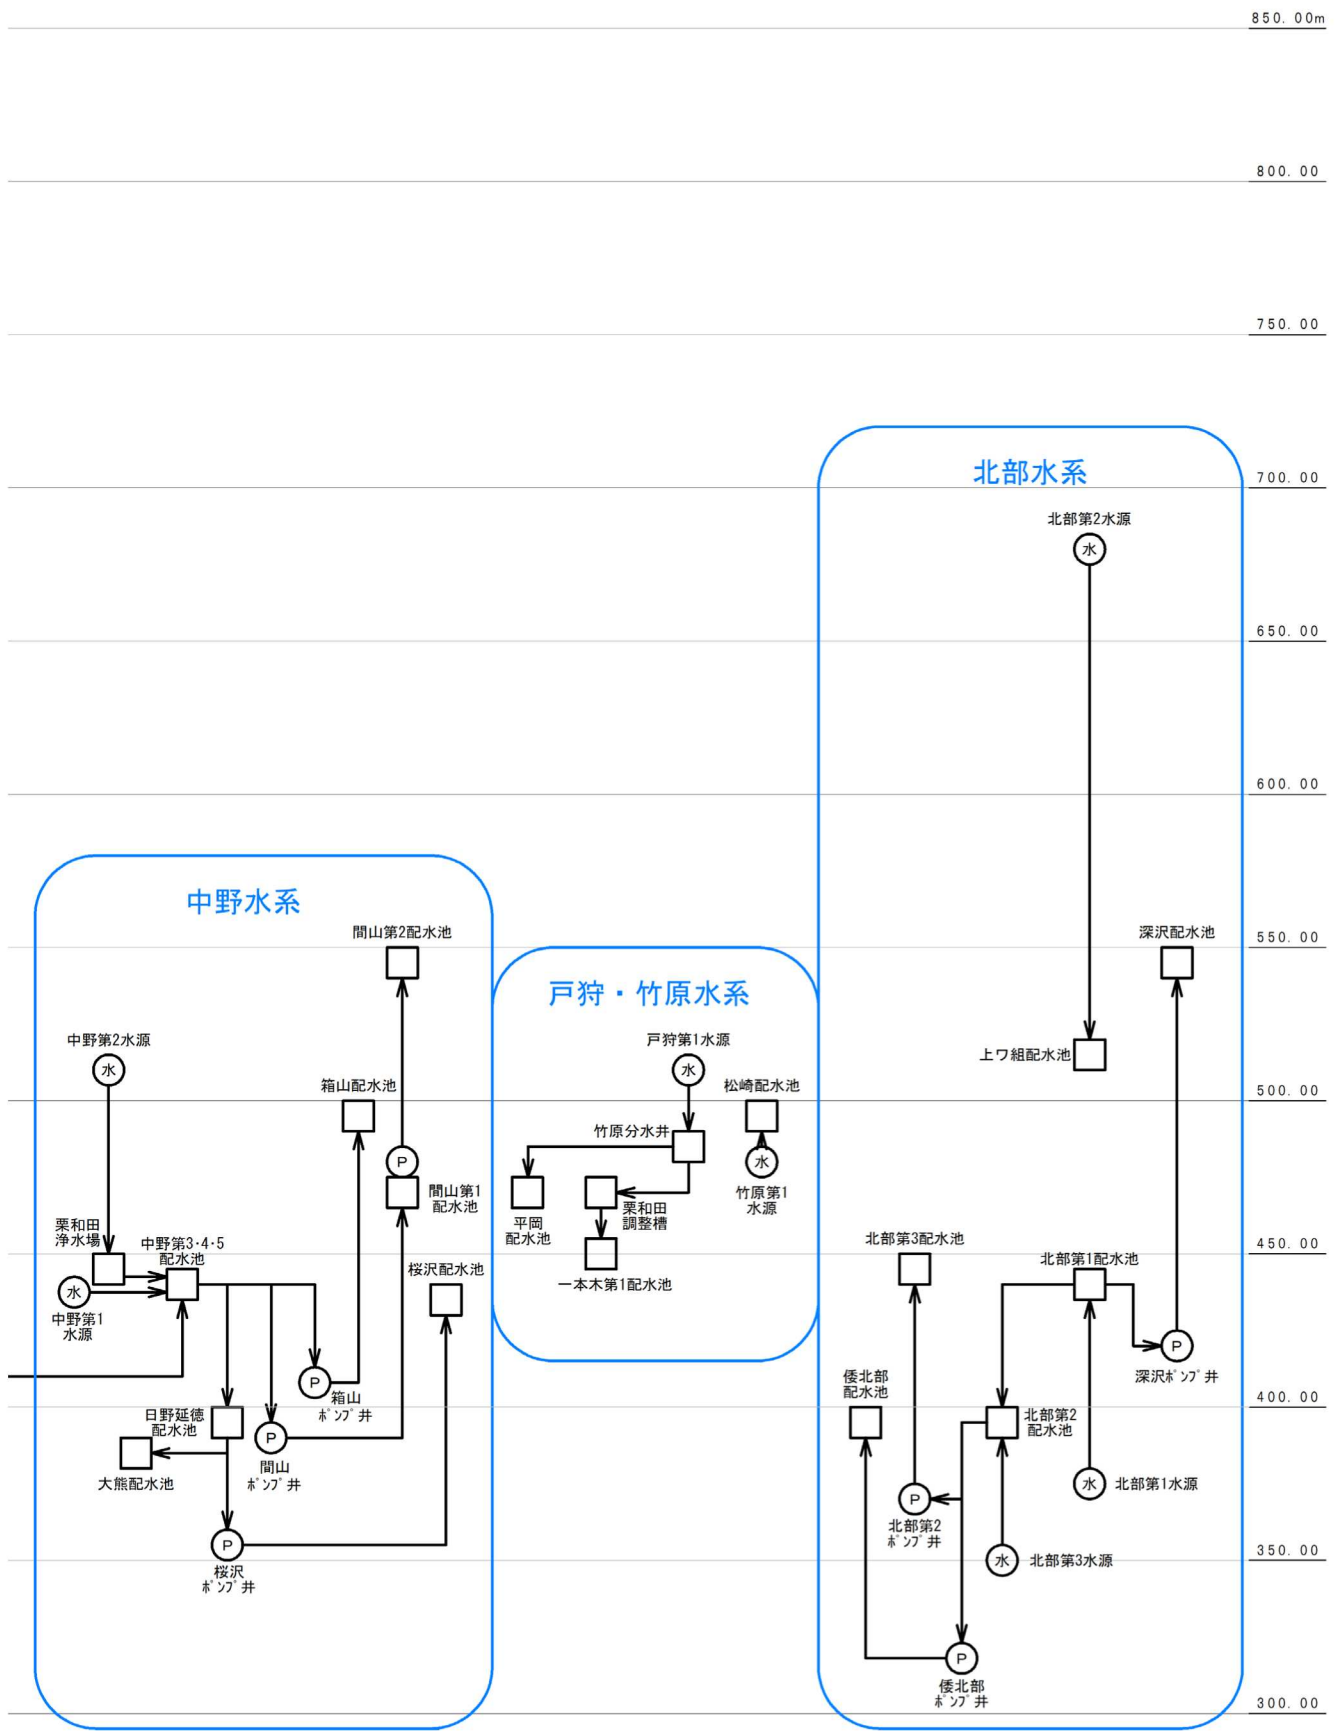 850.00m
800.00
750.00
700.00
650.00
600.00
550.00
500.00
450.00
400.00
350.00
300.00
中野水系
間山第2配水池
中野第2水源
水
箱山配水池
P
間山第1
配水池
栗和田
浄水場
中野第3・4・5
配水池
桜沢配水池
水
中野第1
水源
P
箱山
ﾎﾟﾝﾌﾟ井
日野延徳
配水池
P
間山
ﾎﾟﾝﾌﾟ井
大熊配水池
P
桜沢
ﾎﾟﾝﾌﾟ井
戸狩・竹原水系
戸狩第1水源
水
松崎配水池
竹原分水井
水
竹原第1
水源
平岡
配水池
栗和田
調整槽
一本木第1配水池
北部水系
北部第2水源
水
深沢配水池
上ワ組配水池
北部第3配水池
北部第1配水池
P
深沢ﾎﾟﾝﾌﾟ井
倭北部
配水池
北部第2
配水池
水
北部第1水源
P
北部第2
ﾎﾟﾝﾌﾟ井
水
北部第3水源
P
倭北部
ﾎﾟﾝﾌﾟ井